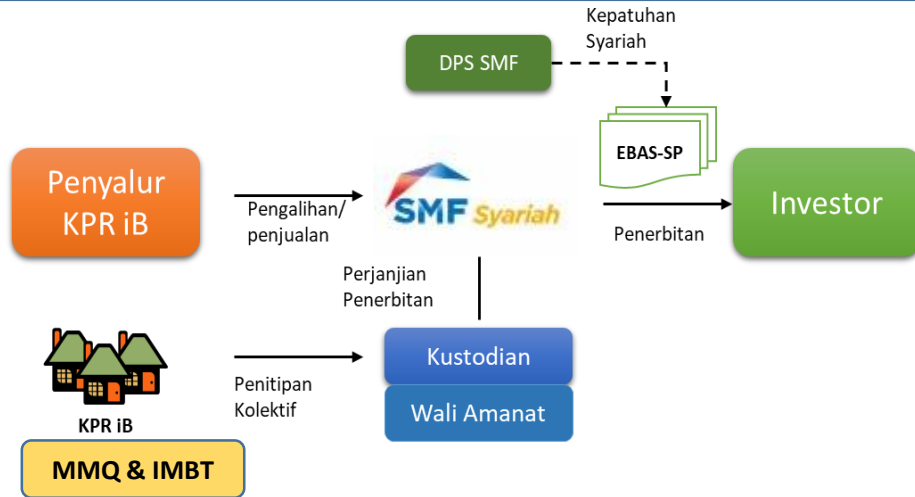 Kepatuhan
Syariah
DPS SMF
EBAS-SP
Penyalur
KPR iB
Pengalihan/
penjualan
SMF Syariah
Penerbitan
Investor
Perjanjian
Penerbitan
KPR iB
Penitipan
Kolektif
Kustodian
Wali Amanat
MMQ & IMBT